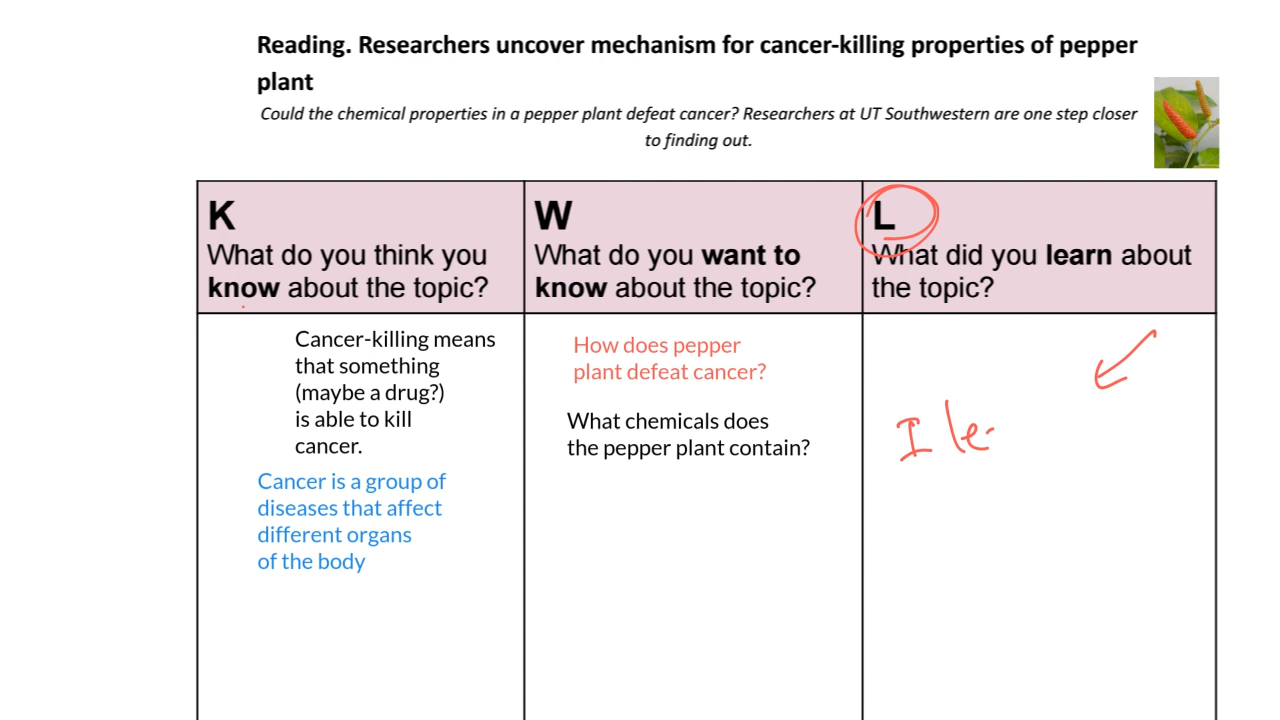 Reading. Researchers uncover mechanism for cancer-killing properties of pepper
plant
Could the chemical properties in a pepper plant defeat cancer? Researchers at UT Southwestern are one step closer
to finding out.
K
What do you think you
know about the topic?
Cancer-killing means
that something
(maybe a drug?)
is able to kill
cancer.
Cancer is a group of
diseases that affect
different organs
of the body
W
What do you want to
know about the topic?
How does pepper
plant defeat cancer?
What chemicals does
the pepper plant contain?
L
What did you learn about
the topic?
I le